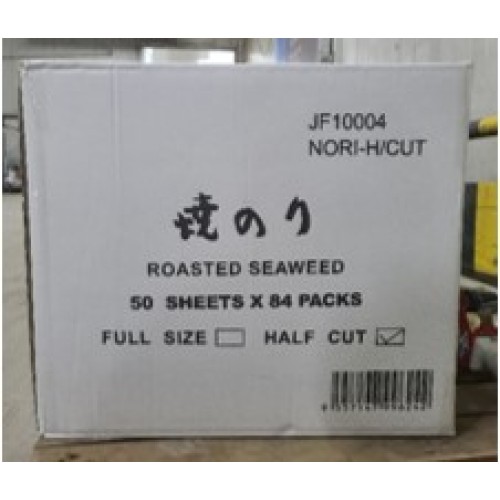 JF10004
NORI-H/CUT
焼のり
ROASTED SEAWEED
50 SHEETS X 84 PACKS
FULL SIZE HALF CUT